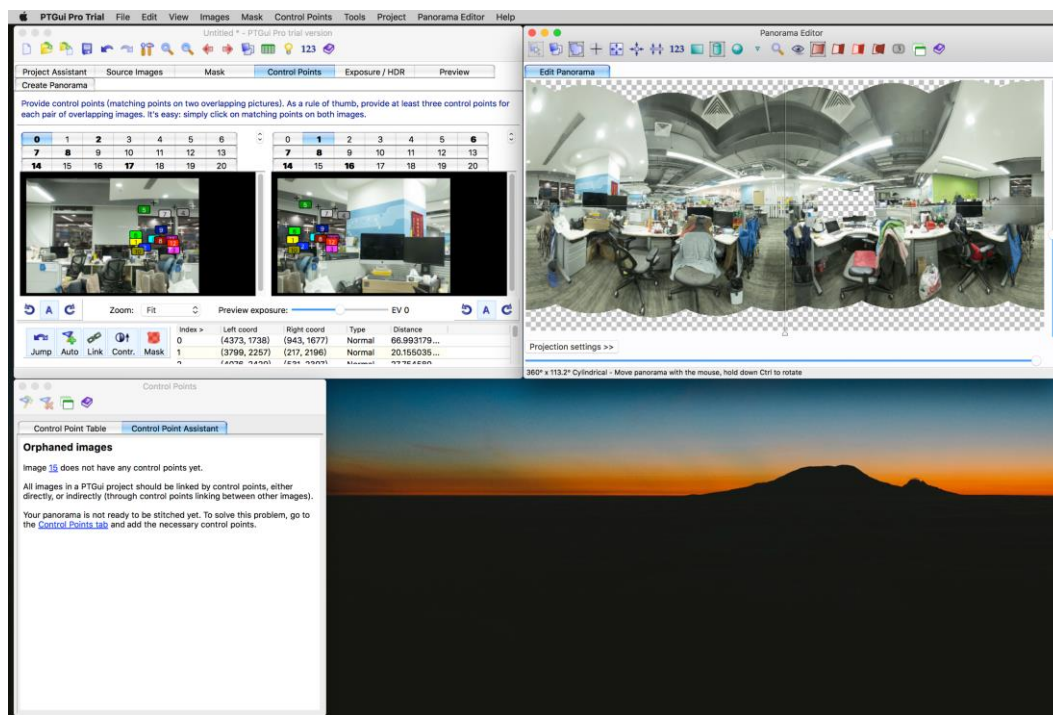 PTGui Pro Trial File Edit View Images Mask Control Points Tools Project Panorama Editor Help
Untitled * - PTGui Pro trial version
123
Project Assistant Source Images Mask Control Points Exposure / HDR Preview
Create Panorama
Provide control points (matching points on two overlapping pictures). As a rule of thumb, provide at least three control points for
each pair of overlapping images. It's easy: simply click on matching points on both images.
0 1 2 3 4 5 6
7 8 9 10 11 12 13
14 15 16 17 18 19 20
0 1 2 3 4 5 6
7 8 9 10 11 12 13
14 15 16 17 18 19 20
A Zoom: Fit Preview exposure: EV 0 A
Jump Auto Link Contr. Mask
Index > Left coord Right coord Type Distance
0 (4373, 1738) (943, 1677) Normal 66.993179...
1 (3799, 2257) (217, 2196) Normal 20.155035...
Panorama Editor
123
Edit Panorama
Projection settings >>
360° x 113.2° Cylindrical - Move panorama with the mouse, hold down Ctrl to rotate
Control Points
Control Point Table Control Point Assistant
Orphaned images
Image 15 does not have any control points yet.
All images in a PTGui project should be linked by control points, either
directly, or indirectly (through control points linking between other images).
Your panorama is not ready to be stitched yet. To solve this problem, go to
the Control Points tab and add the necessary control points.